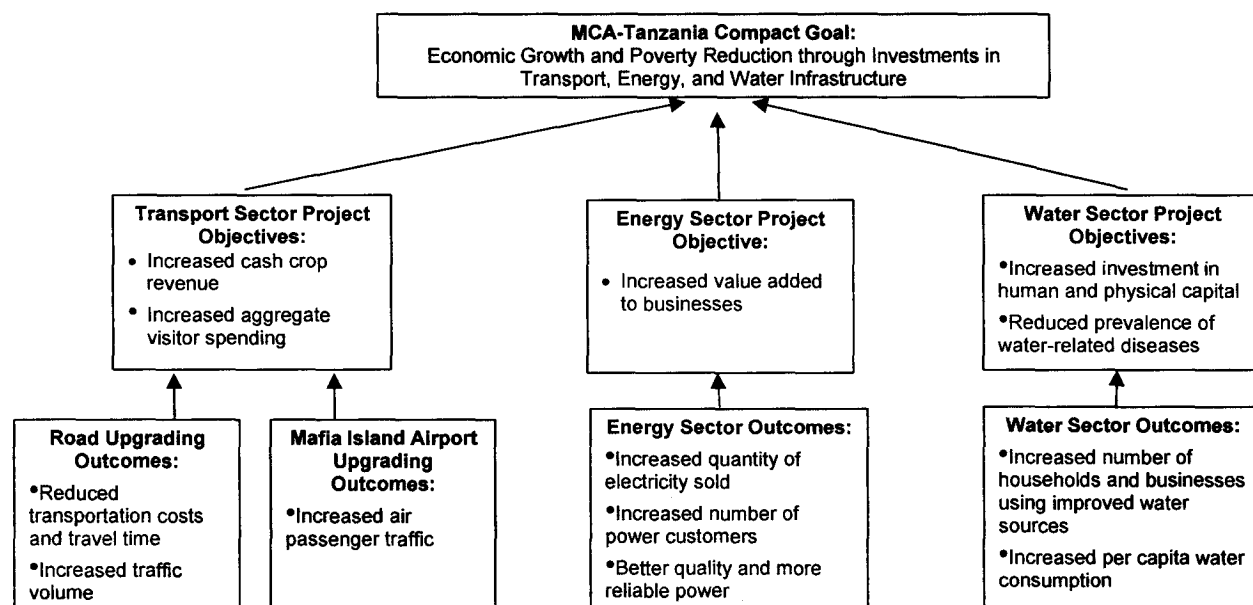 MCA-Tanzania Compact Goal:
Economic Growth and Poverty Reduction through Investments in
Transport, Energy, and Water Infrastructure
Transport Sector Project
Objectives:
• Increased cash crop
revenue
• Increased aggregate
visitor spending
Energy Sector Project
Objective:
• Increased value added
to businesses
Water Sector Project
Objectives:
•Increased investment in
human and physical capital
•Reduced prevalence of
water-related diseases
Road Upgrading
Outcomes:
•Reduced
transportation costs
and travel time
•Increased traffic
volume
Mafia Island Airport
Upgrading
Outcomes:
•Increased air
passenger traffic
Energy Sector Outcomes:
•Increased quantity of
electricity sold
•Increased number of
power customers
•Better quality and more
reliable power
Water Sector Outcomes:
•Increased number of
households and businesses
using improved water
sources
•Increased per capita water
consumption